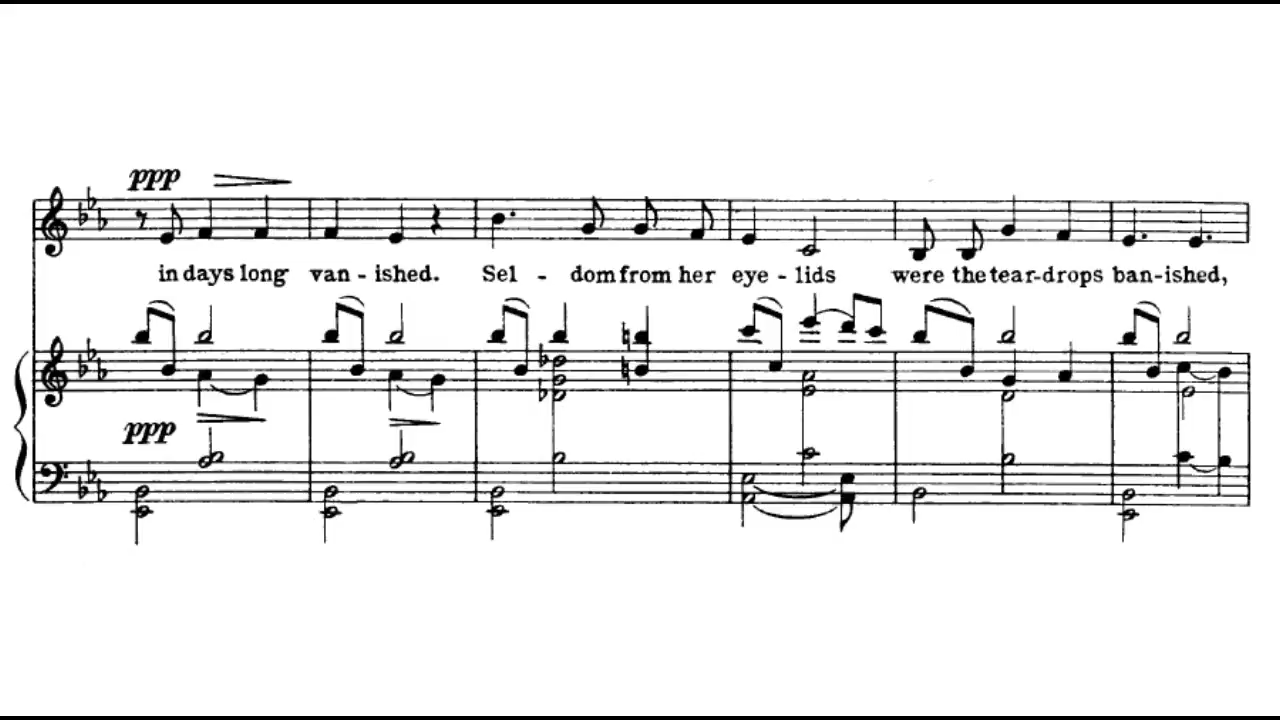 ppp
in days long van - ished. Sel - dom from her eye - lids were the tear - drops ban - ished,
ppp